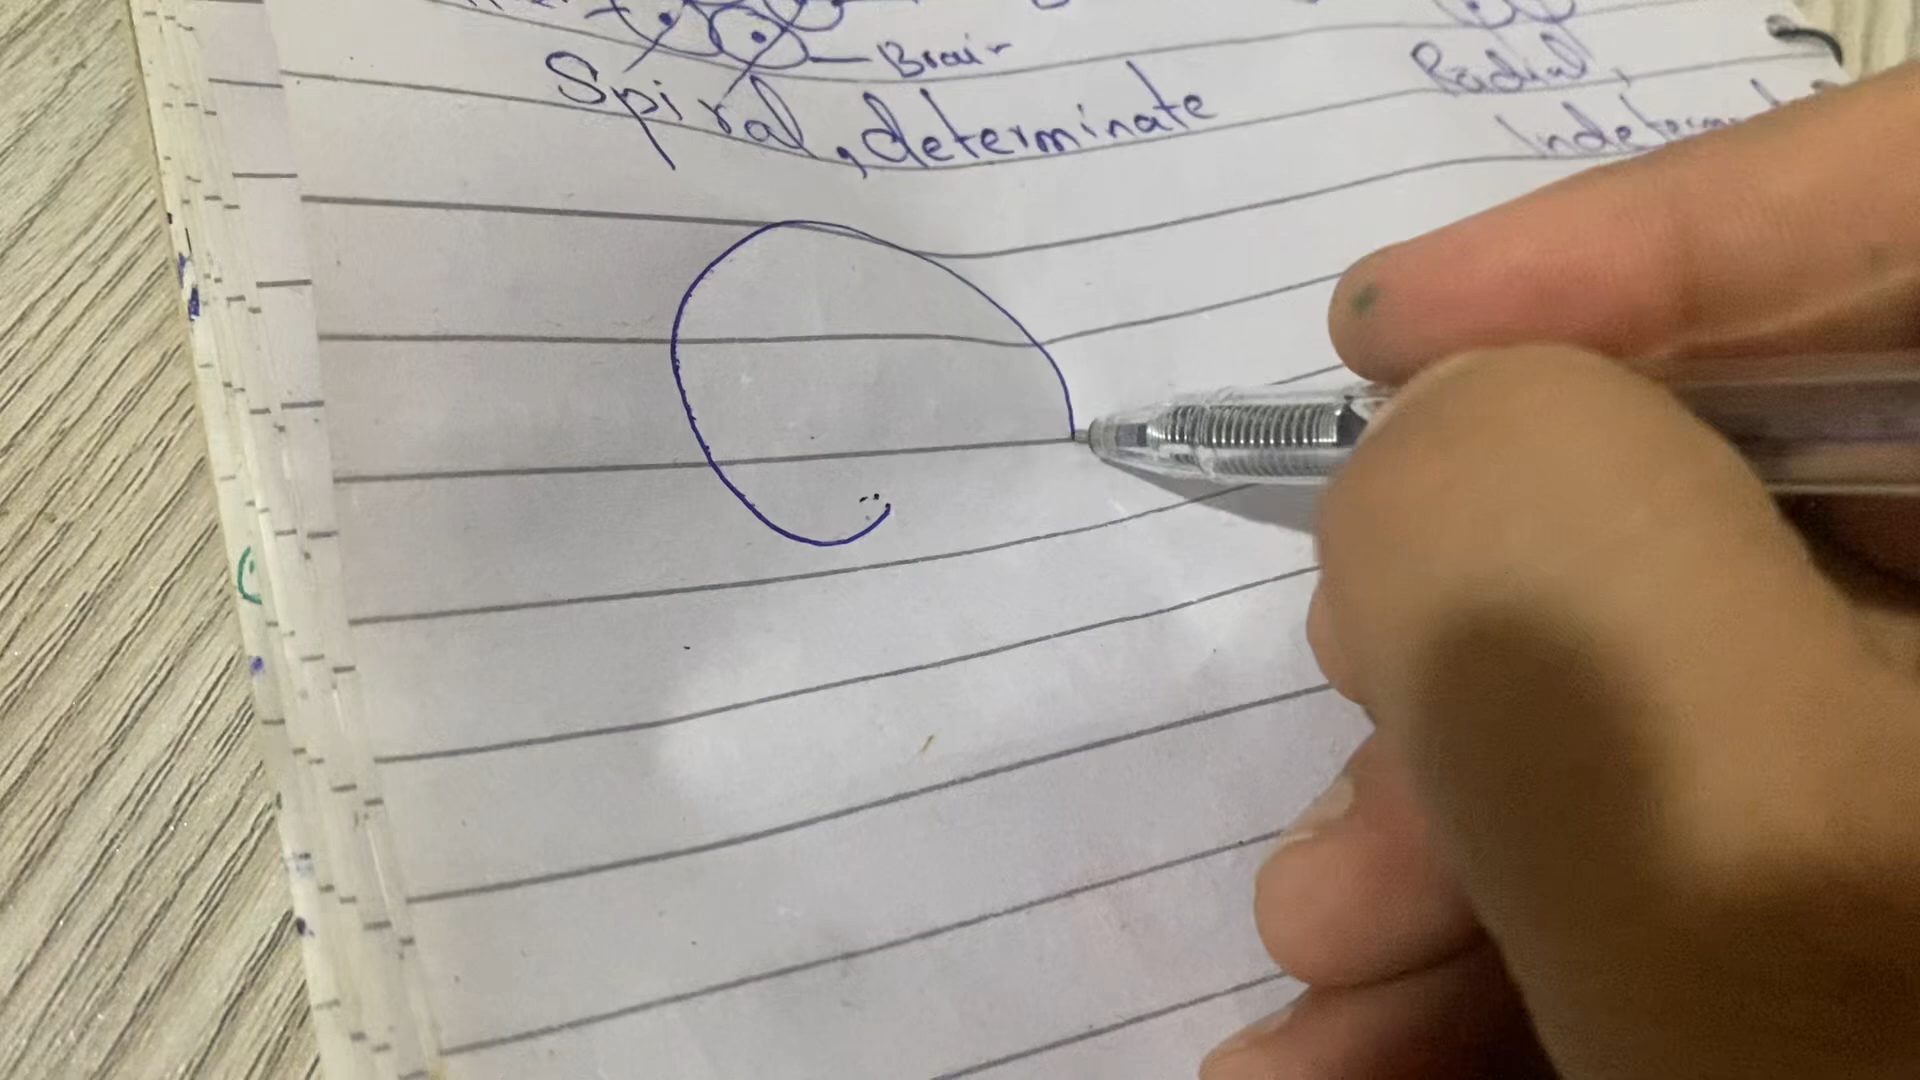 Brain
Spiral, determinate
Radial,